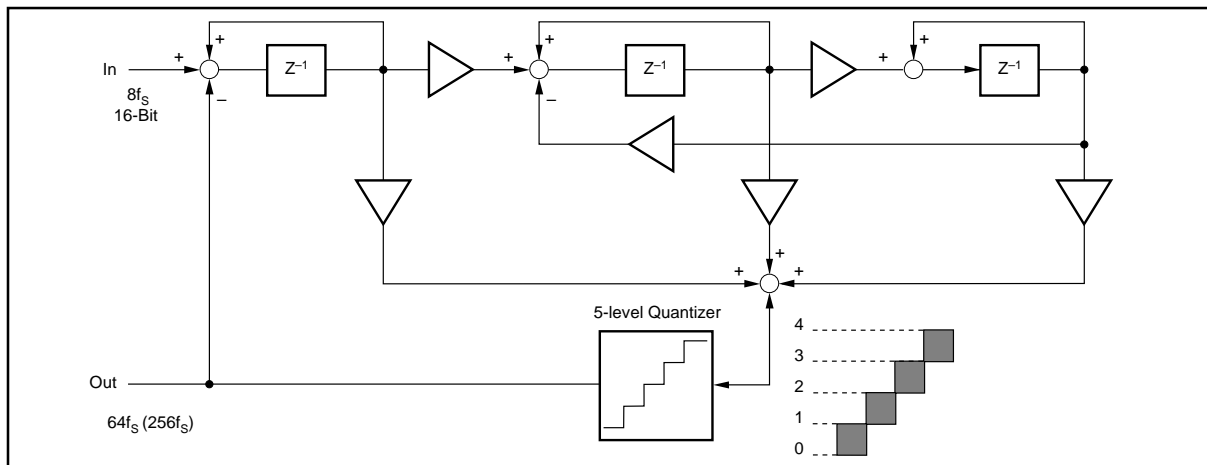 + + +
In + Z⁻¹ + Z⁻¹ + Z⁻¹
− −
8fS
16-Bit
+
+ +
5-level Quantizer
4
3
2
1
0
Out
64fS (256fS)